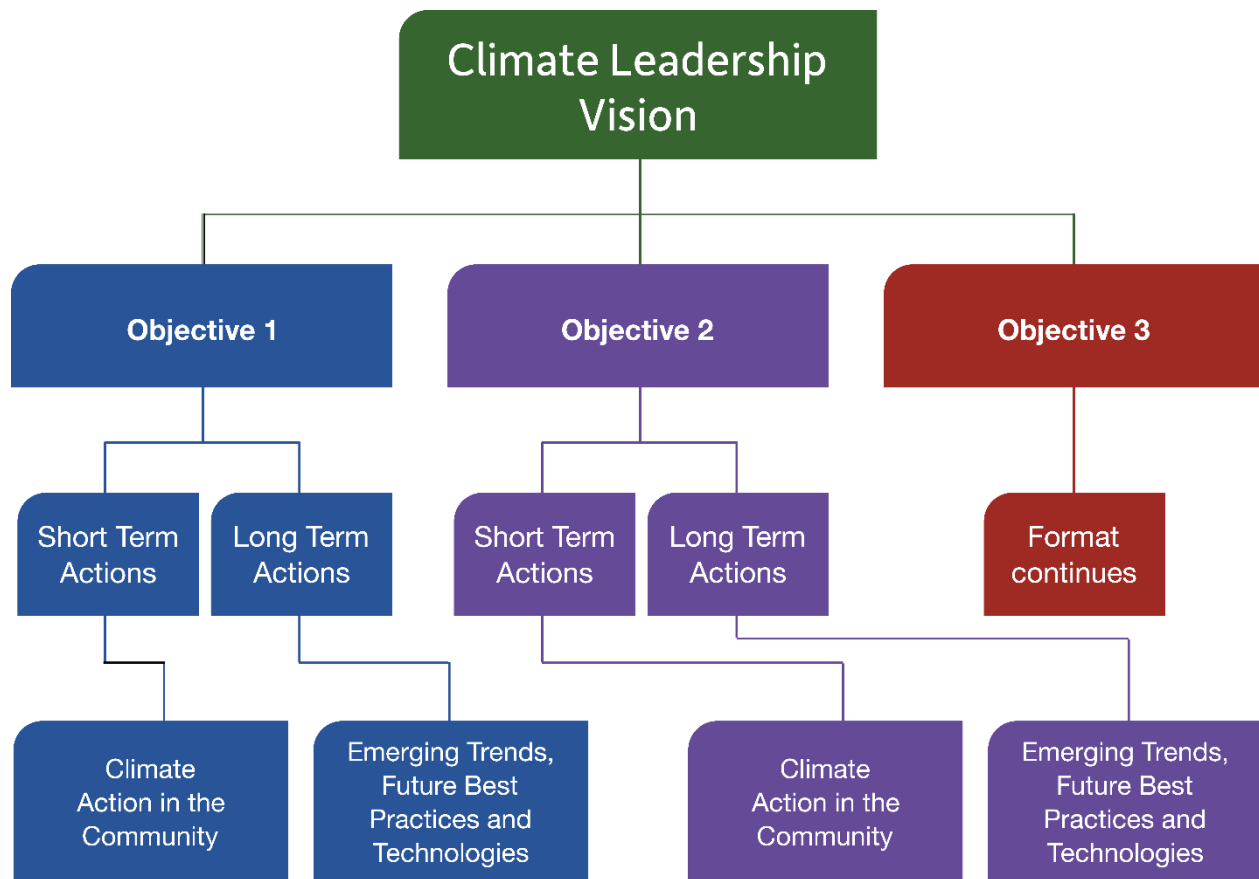 Climate Leadership
Vision
Objective 1
Objective 2
Objective 3
Short Term
Actions
Long Term
Actions
Short Term
Actions
Long Term
Actions
Format
continues
Climate
Action in the
Community
Emerging Trends,
Future Best
Practices and
Technologies
Climate
Action in the
Community
Emerging Trends,
Future Best
Practices and
Technologies